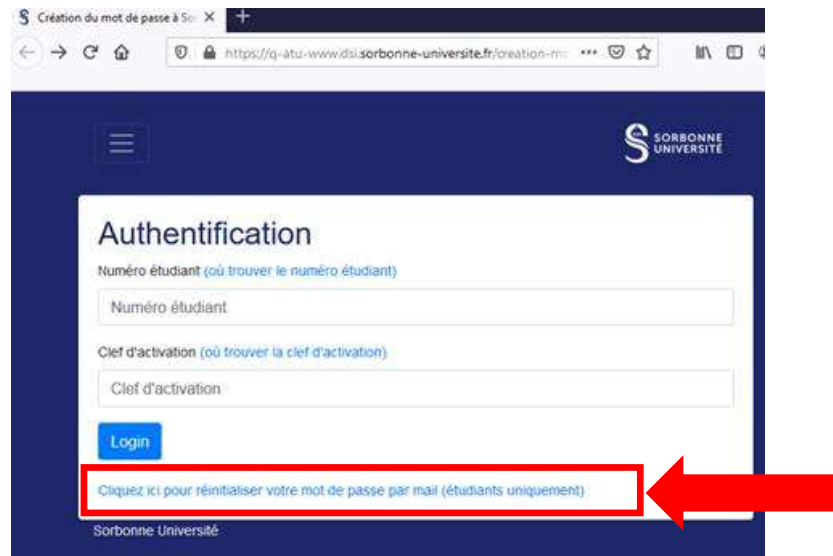 Création du mot de passe à So
https://q-atu-www.dsi.sorbonne-universite.fr/creation-m
SORBONNE
UNIVERSITÉ
Authentification
Numéro étudiant (où trouver le numéro étudiant)
Numéro étudiant
Clef d'activation (où trouver la clef d'activation)
Clef d'activation
Login
Cliquez ici pour réinitialiser votre mot de passe par mail (étudiants uniquement)
Sorbonne Université